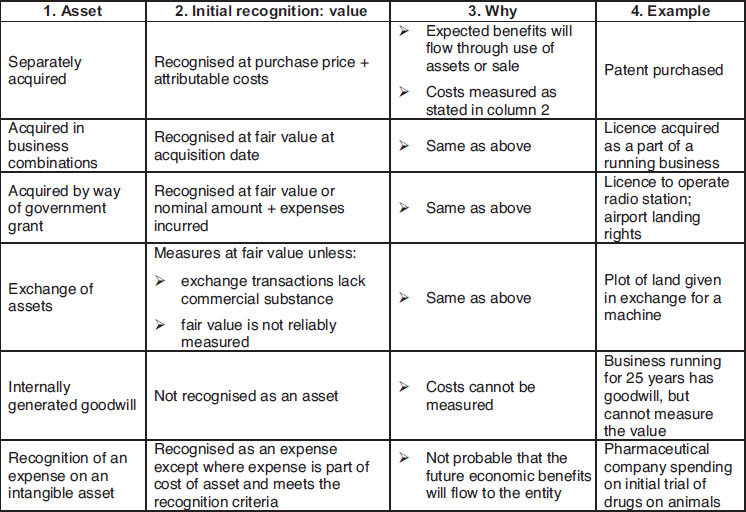 1. Asset
2. Initial recognition: value
3. Why
4. Example
Separately
acquired
Recognised at purchase price +
attributable costs
➢ Expected benefits will
flow through use of
assets or sale
➢ Costs measured as
stated in column 2
Patent purchased
Acquired in
business
combinations
Recognised at fair value at
acquisition date
➢ Same as above
Licence acquired
as a part of a
running business
Acquired by way
of government
grant
Recognised at fair value or
nominal amount + expenses
incurred
➢ Same as above
Licence to operate
radio station;
airport landing
rights
Exchange of
assets
Measures at fair value unless:
➢ exchange transactions lack
commercial substance
➢ fair value is not reliably
measured
➢ Same as above
Plot of land given
in exchange for a
machine
Internally
generated goodwill
Not recognised as an asset
➢ Costs cannot be
measured
Business running
for 25 years has
goodwill, but
cannot measure
the value
Recognition of an
expense on an
intangible asset
Recognised as an expense
except where expense is part of
cost of asset and meets the
recognition criteria
➢ Not probable that the
future economic benefits
will flow to the entity
Pharmaceutical
company spending
on initial trial of
drugs on animals